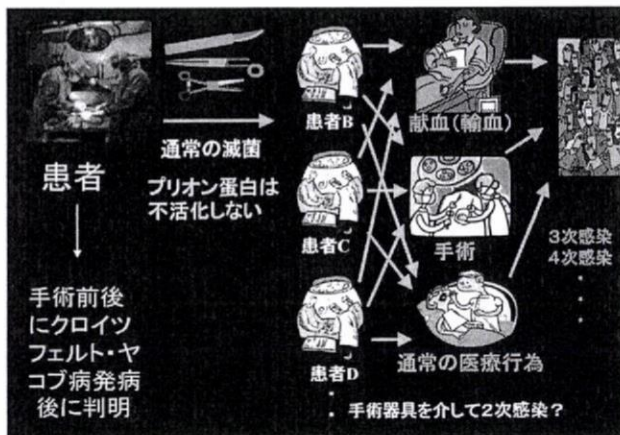 患者
手術前後
にクロイツ
フェルト・ヤ
コブ病発病
後に判明
通常の滅菌
プリオン蛋白は
不活化しない
患者B
患者C
患者D
献血(輸血)
手術
通常の医療行為
3次感染
4次感染
・
・
・
・
・
手術器具を介して2次感染?